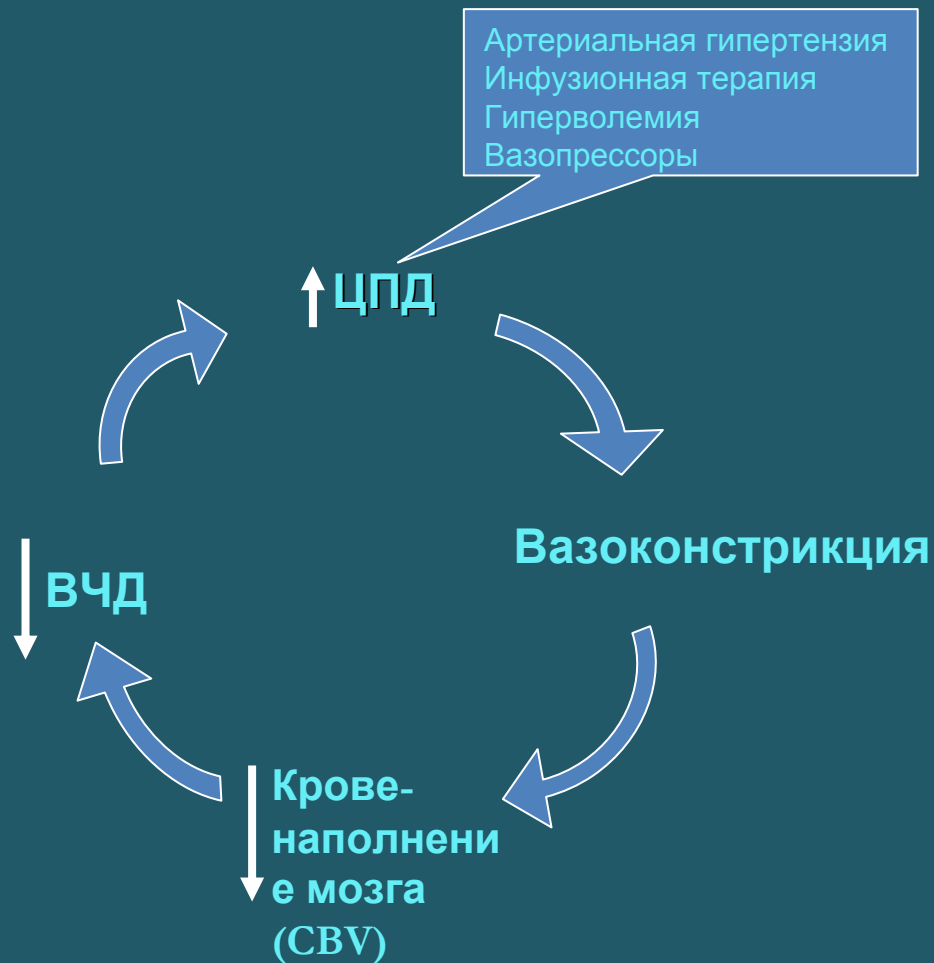 Артериальная гипертензия
Инфузионная терапия
Гиперволемия
Вазопрессоры
ЦПД
Вазоконстрикция
ВЧД
Крове-
наполнени
е мозга
(CBV)